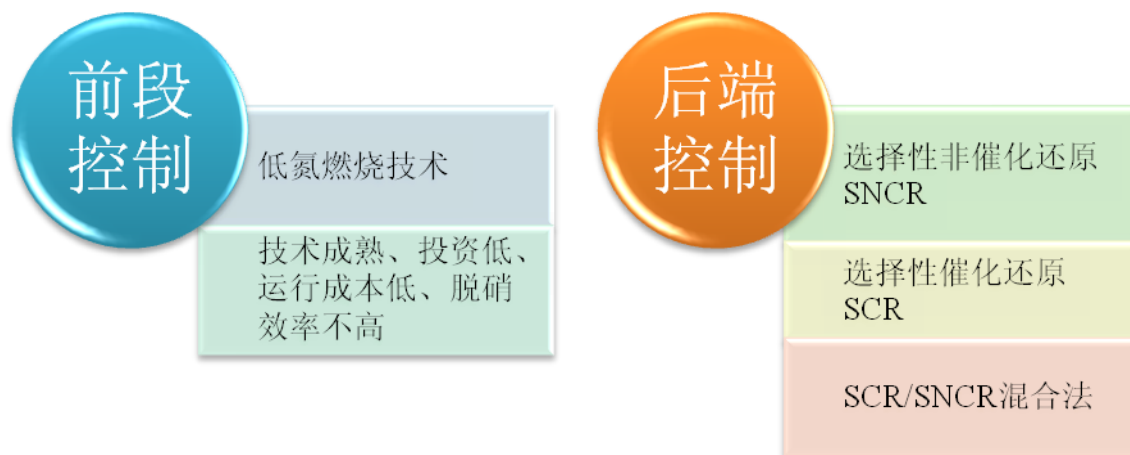 前段
控制
低氮燃烧技术
技术成熟、投资低、
运行成本低、脱硝
效率不高
后端
控制
选择性非催化还原
SNCR
选择性催化还原
SCR
SCR/SNCR混合法